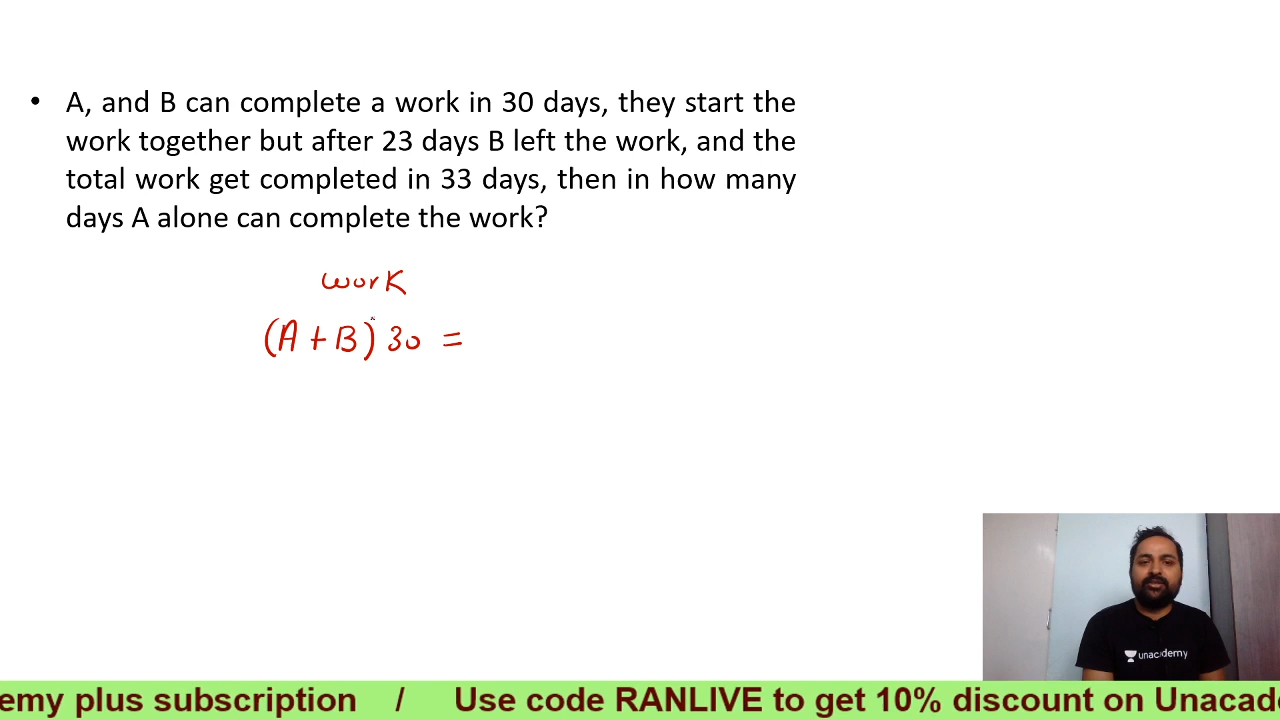 • A, and B can complete a work in 30 days, they start the
work together but after 23 days B left the work, and the
total work get completed in 33 days, then in how many
days A alone can complete the work?
work
(A + B) 30 =
unacademy
emy plus subscription / Use code RANLIVE to get 10% discount on Unacade